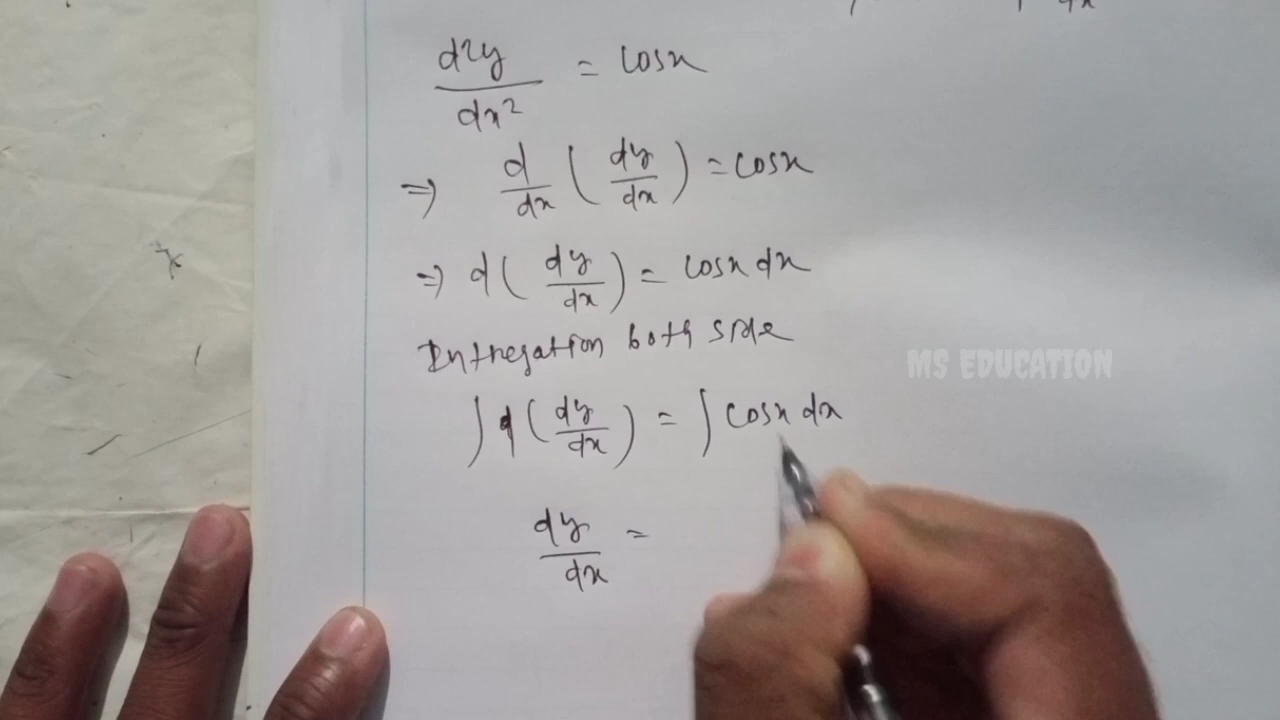 d²y/dx² = cosx
⇒ d/dx (dy/dx) = cosx
⇒ d(dy/dx) = cosx dx
Inthegation both side
MS EDUCATION
∫d(dy/dx) = ∫cosx dx
dy/dx =